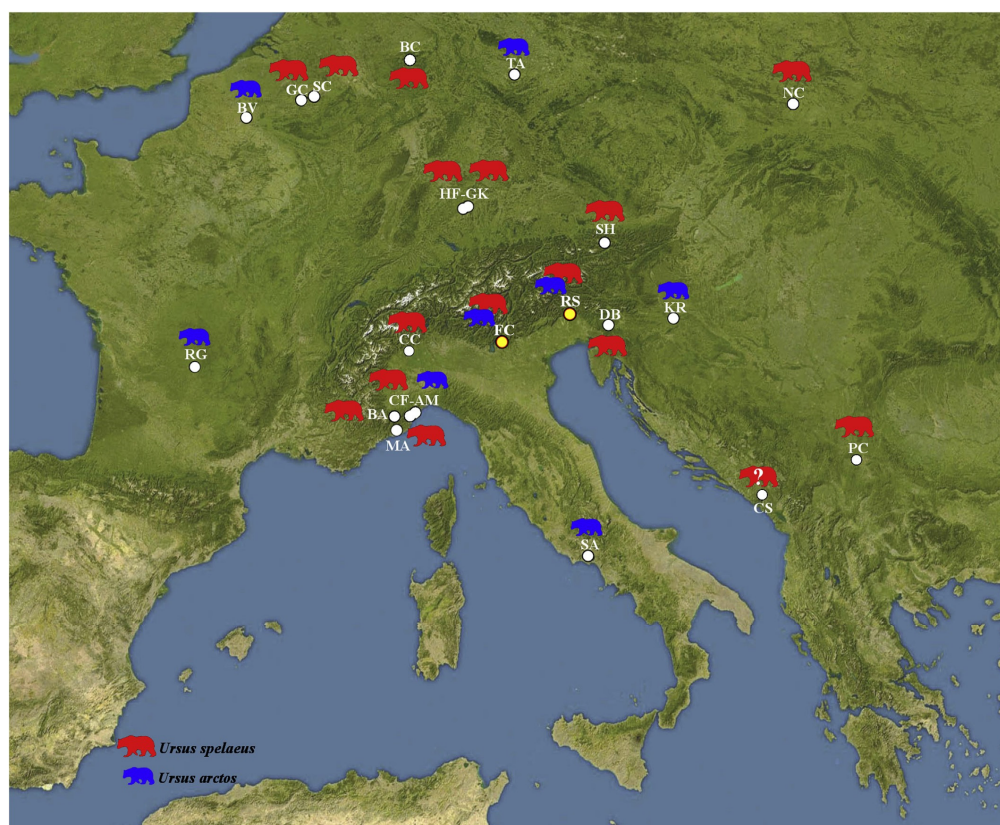 BC
TA
GC
SC
BV
NC
HF-GK
SH
RS
DB
KR
FC
CC
RG
CF-AM
BA
MA
PC
?
CS
SA
Ursus spelaeus
Ursus arctos